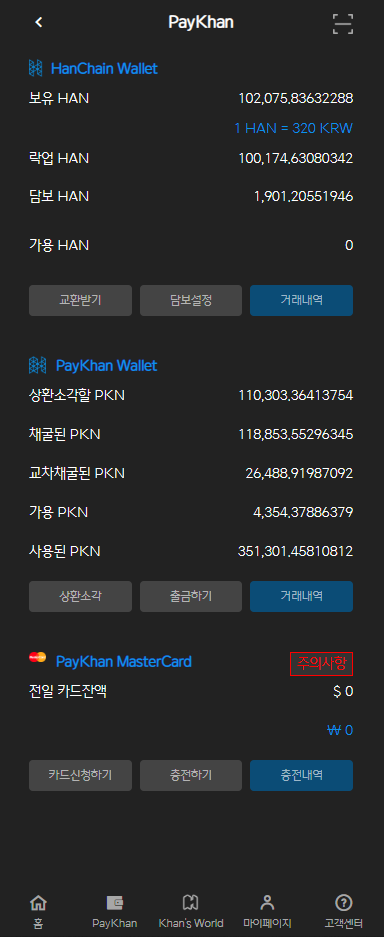 PayKhan
HanChain Wallet
보유 HAN 102,075.83632288
1 HAN = 320 KRW
락업 HAN 100,174.63080342
담보 HAN 1,901.20551946
가용 HAN 0
교환받기 담보설정 거래내역
PayKhan Wallet
상환소각할 PKN 110,303.36413754
채굴된 PKN 118,853.55296345
교차채굴된 PKN 26,488.91987092
가용 PKN 4,354.37886379
사용된 PKN 351,301.45810812
상환소각 출금하기 거래내역
PayKhan MasterCard 주의사항
전일 카드잔액 $ 0
₩ 0
카드신청하기 충전하기 충전내역
홈 PayKhan Khan's World 마이페이지 고객센터